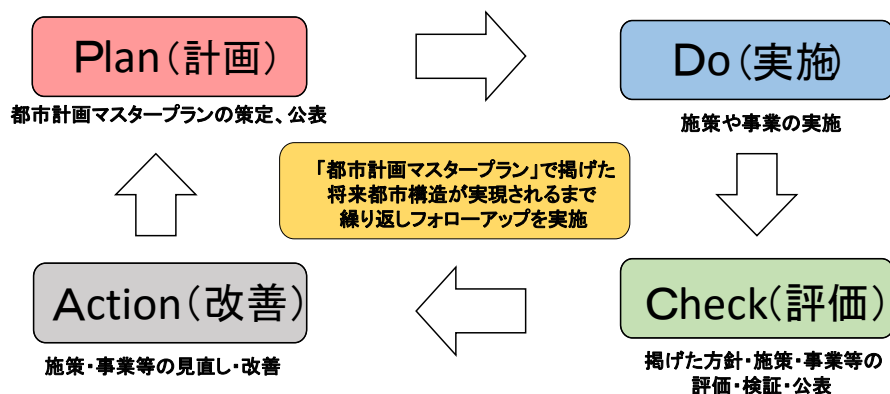 Plan(計画)
都市計画マスタープランの策定、公表
Do(実施)
施策や事業の実施
「都市計画マスタープラン」で掲げた
将来都市構造が実現されるまで
繰り返しフォローアップを実施
Action(改善)
施策・事業等の見直し・改善
Check(評価)
掲げた方針・施策・事業等の
評価・検証・公表